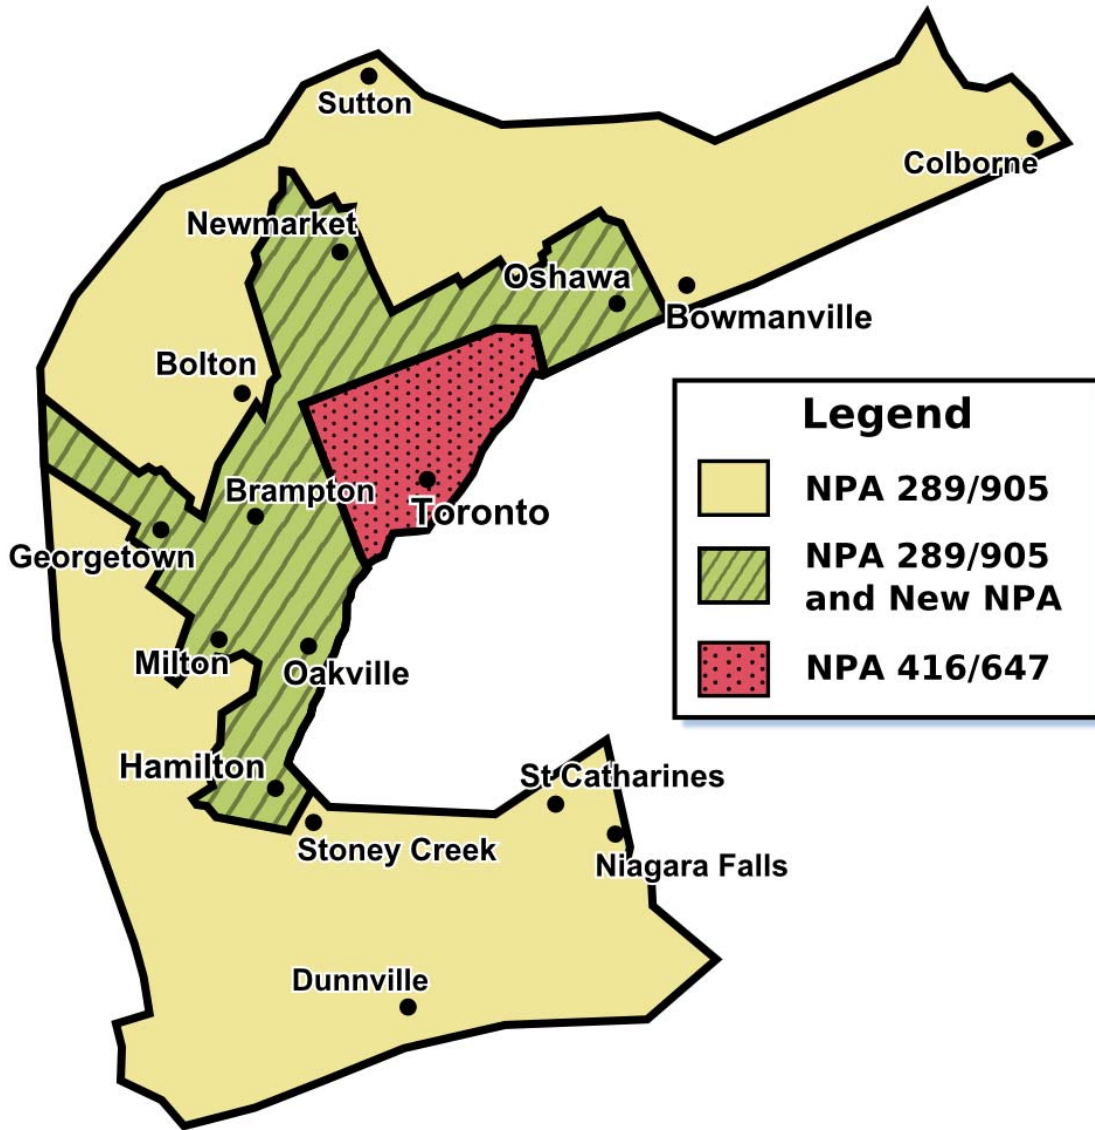 Sutton
Colborne
Newmarket
Oshawa
Bowmanville
Bolton
Legend
NPA 289/905
Brampton
Toronto
Georgetown
NPA 289/905
and New NPA
Milton
Oakville
NPA 416/647
Hamilton
St Catharines
Stoney Creek
Niagara Falls
Dunnville